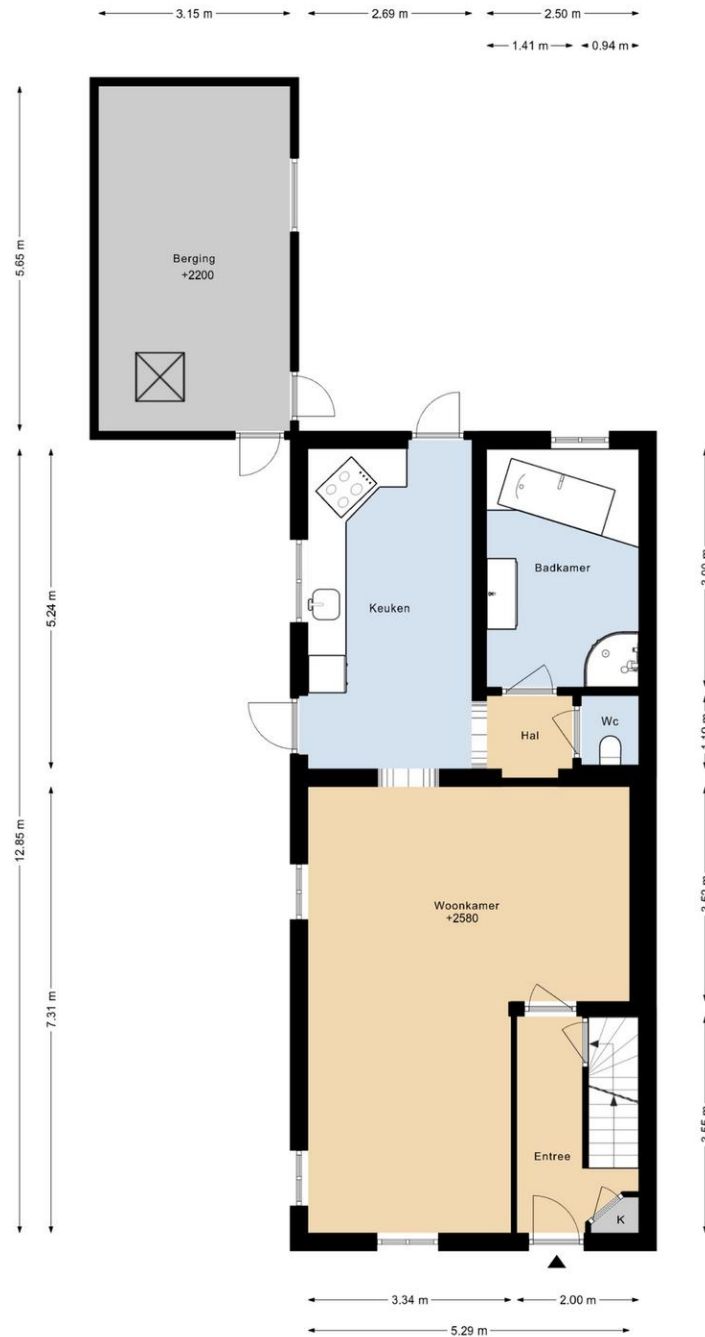 3.15 m
2.69 m
2.50 m
1.41 m
0.94 m
5.65 m
Berging
+2200
12.85 m
5.24 m
7.31 m
Keuken
Badkamer
Hal
Wc
Woonkamer
+2580
Entree
K
3.34 m
2.00 m
5.29 m